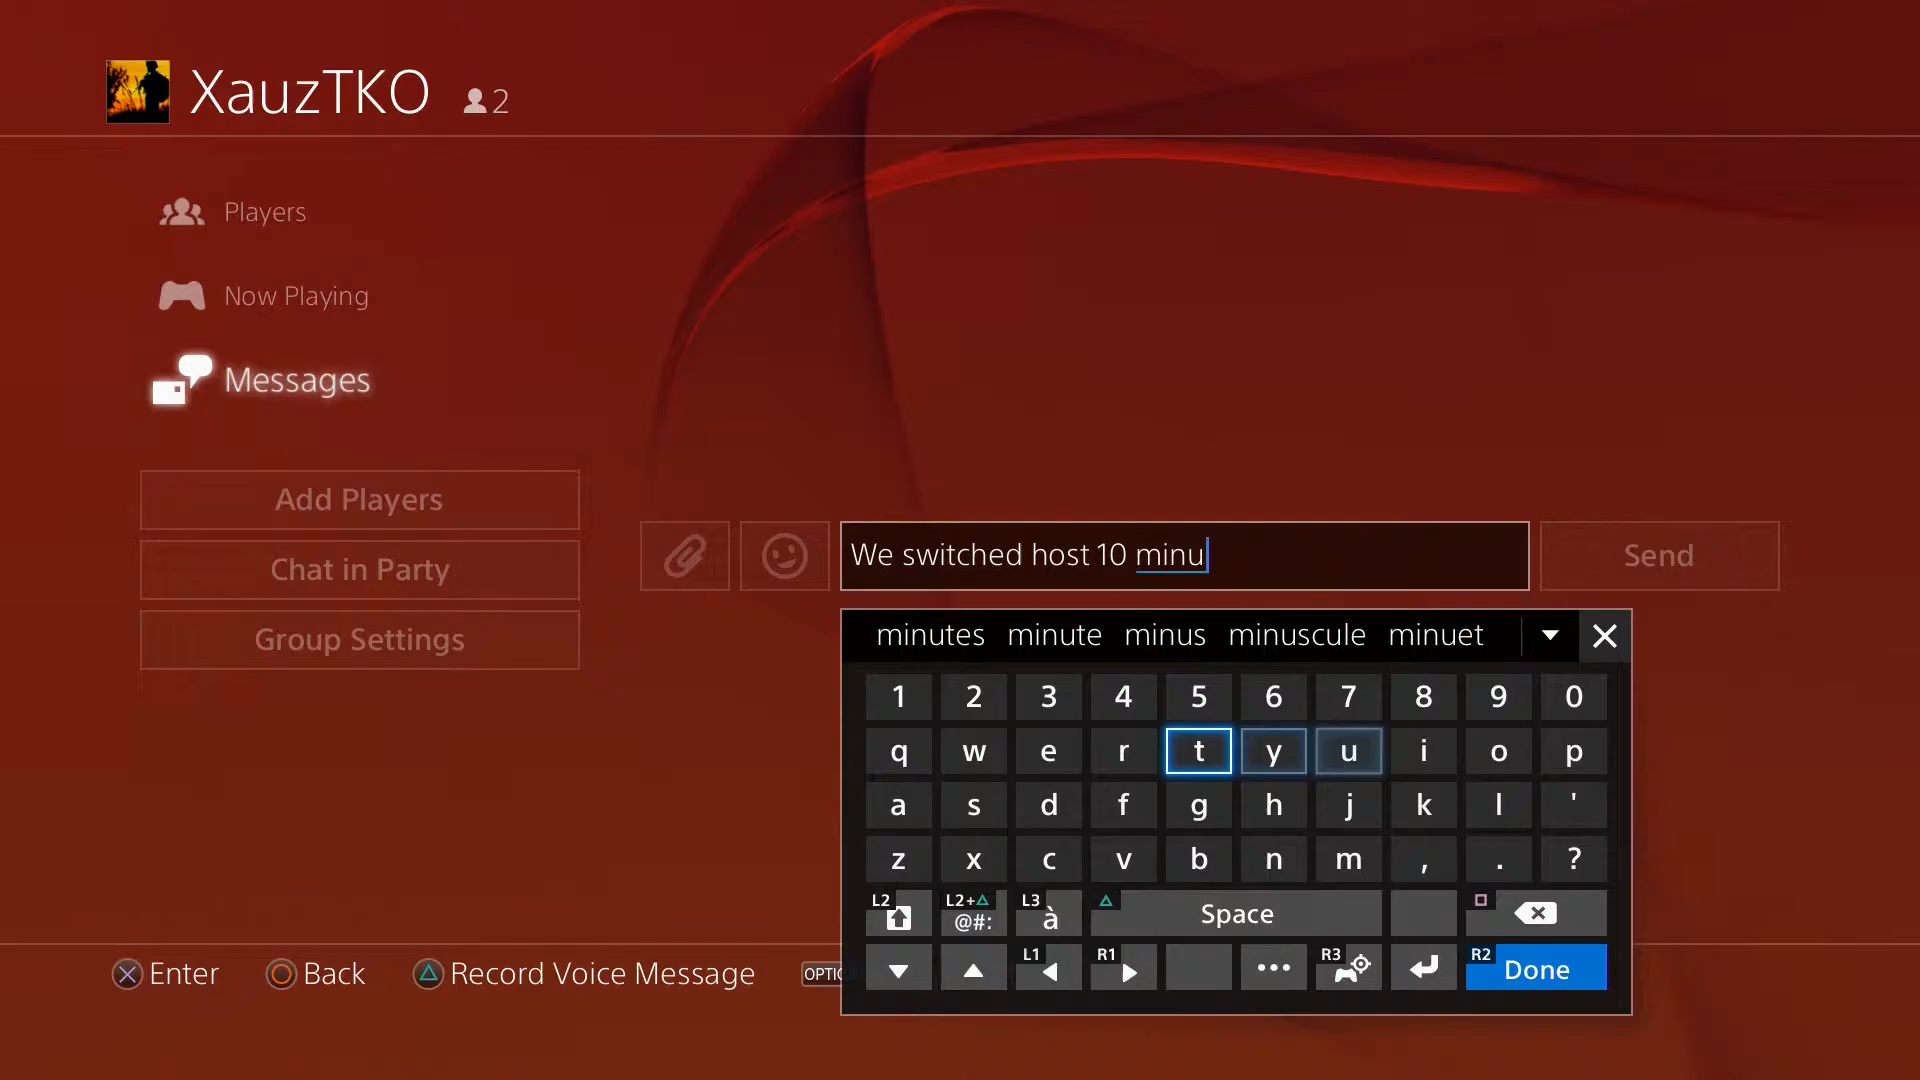 XauzTKO 2
Players
Now Playing
Messages
Add Players
Chat in Party
Group Settings
We switched host 10 minu
Send
minutes minute minus minuscule minuet
1 2 3 4 5 6 7 8 9 0
q w e r t y u i o p
a s d f g h j k l '
z x c v b n m , . ?
L2 L2+△ @#: L3 à △ Space
L1 R1 ... R3 R2 Done
Enter Back Record Voice Message OPTIO